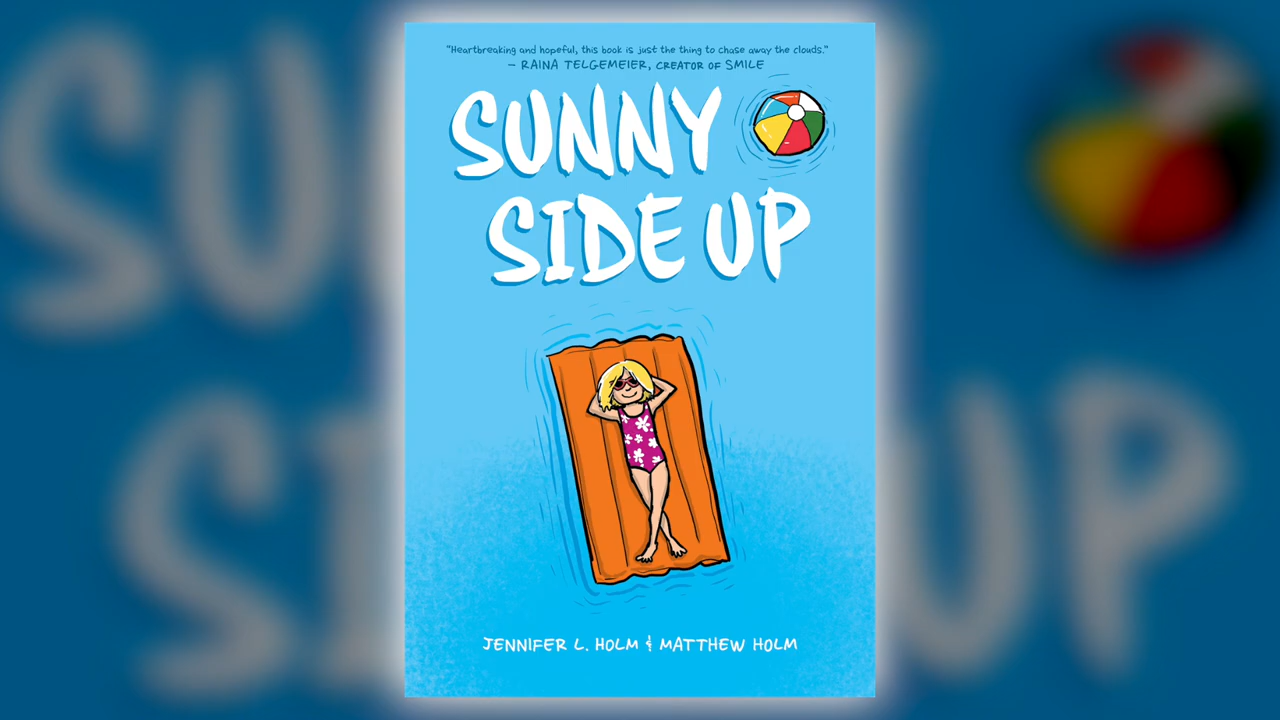 "Heartbreaking and hopeful, this book is just the thing to chase away the clouds."
— RAINA TELGEMEIER, CREATOR OF SMILE
SUNNY
SIDE UP
JENNIFER L. HOLM & MATTHEW HOLM